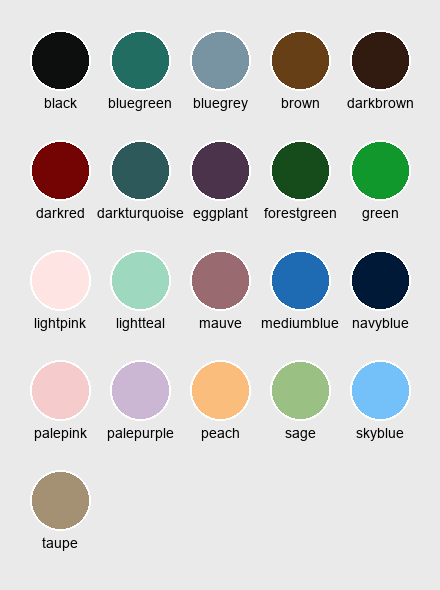 black bluegreen bluegrey brown darkbrown
darkred darkturquoise eggplant forestgreen green
lightpink lightteal mauve mediumblue navyblue
palepink palepurple peach sage skyblue
taupe